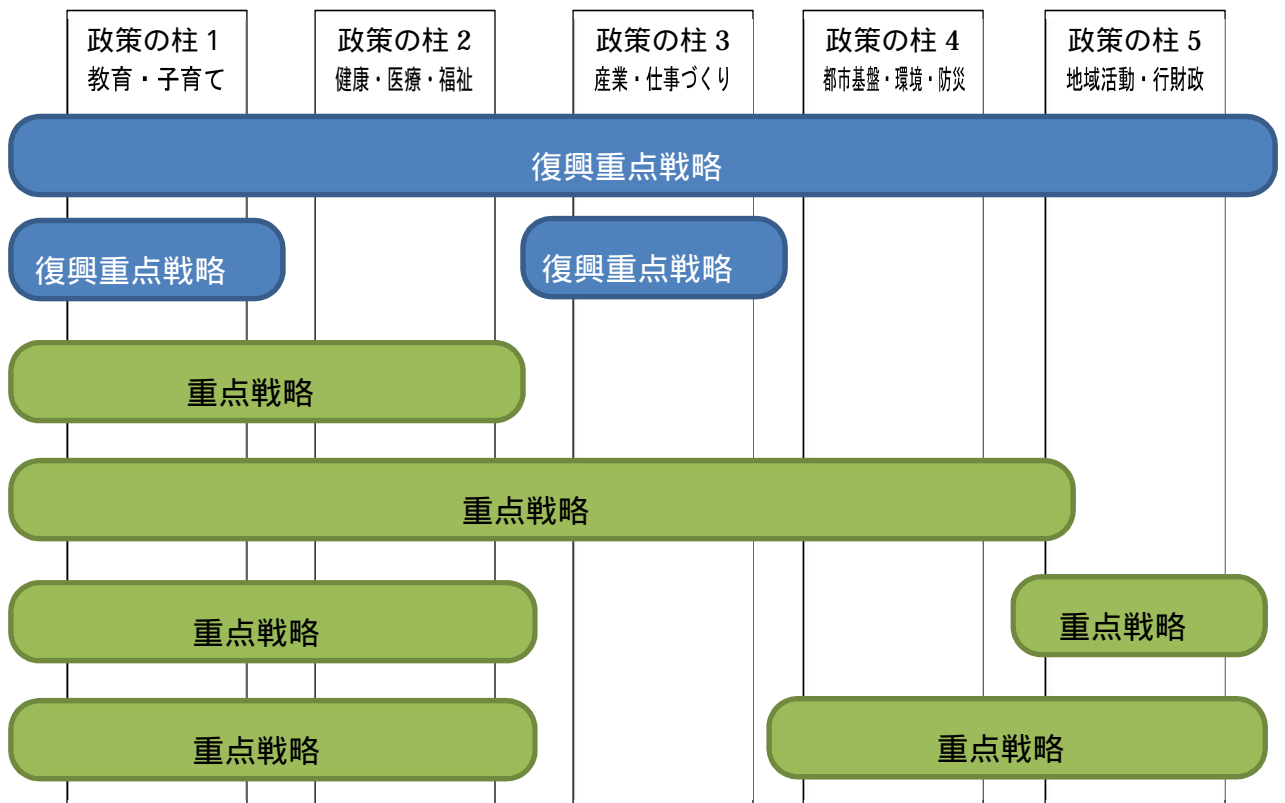 政策の柱 1
教育・子育て
政策の柱 2
健康・医療・福祉
政策の柱 3
産業・仕事づくり
政策の柱 4
都市基盤・環境・防災
政策の柱 5
地域活動・行財政
復興重点戦略
復興重点戦略
復興重点戦略
重点戦略
重点戦略
重点戦略
重点戦略
重点戦略
重点戦略